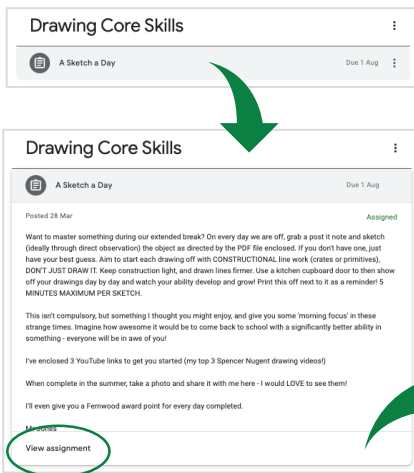 Drawing Core Skills
A Sketch a Day
Due 1 Aug
Drawing Core Skills
A Sketch a Day
Due 1 Aug
Posted 28 Mar
Assigned
Want to master something during our extended break? On every day we are off, grab a post it note and sketch
(ideally through direct observation) the object as directed by the PDF file enclosed. If you don't have one, just
have your best guess. Aim to start each drawing off with CONSTRUCTIONAL line work (crates or primitives),
DON'T JUST DRAW IT. Keep construction light, and drawn lines firmer. Use a kitchen cupboard door to then show
off your drawings day by day and watch your ability develop and grow! Print this off next to it as a reminder! 5
MINUTES MAXIMUM PER SKETCH.
This isn't compulsory, but something I thought you might enjoy, and give you some 'morning focus' in these
strange times. Imagine how awesome it would be to come back to school with a significantly better ability in
something - everyone will be in awe of you!
I've enclosed 3 YouTube links to get you started (my top 3 Spencer Nugent drawing videos!)
When complete in the summer, take a photo and share it with me here - I would LOVE to see them!
I'll even give you a Fernwood award point for every day completed.
Mr Jones
View assignment